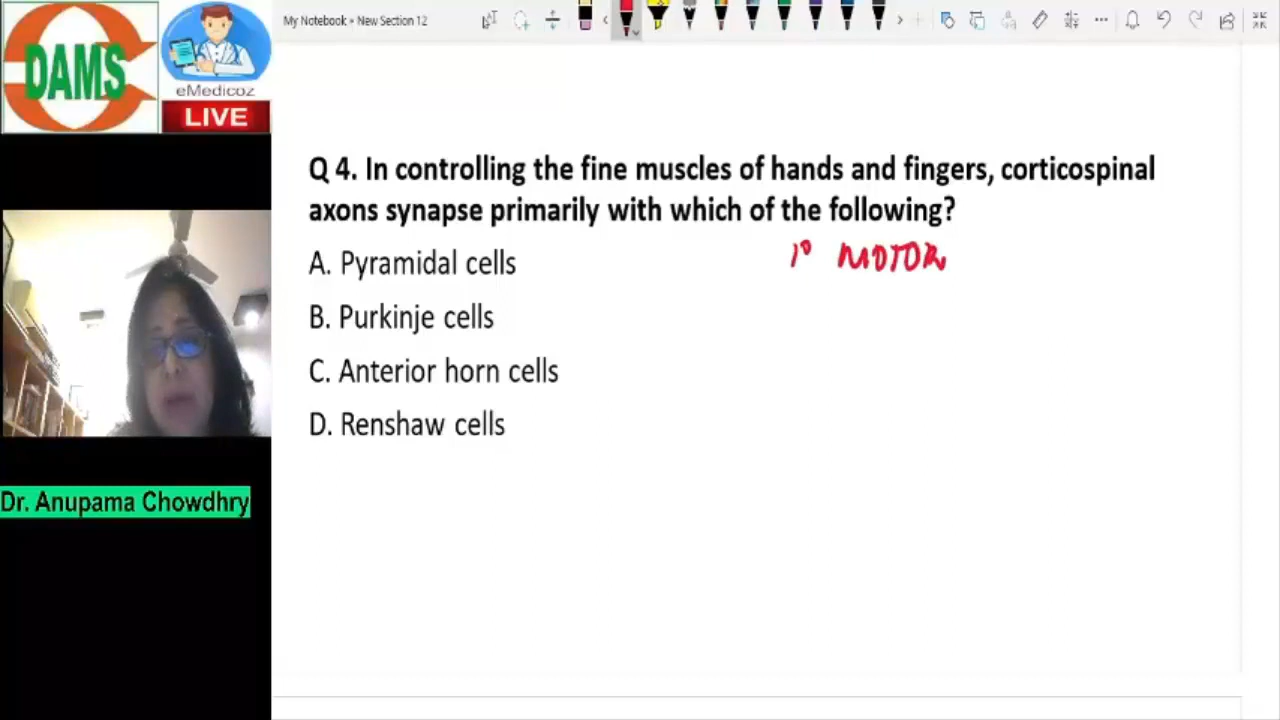 DAMS
eMedicoz
LIVE
My Notebook » New Section 12
Q 4. In controlling the fine muscles of hands and fingers, corticospinal
axons synapse primarily with which of the following?
1° MOTOR
A. Pyramidal cells
B. Purkinje cells
C. Anterior horn cells
D. Renshaw cells
Dr. Anupama Chowdhry